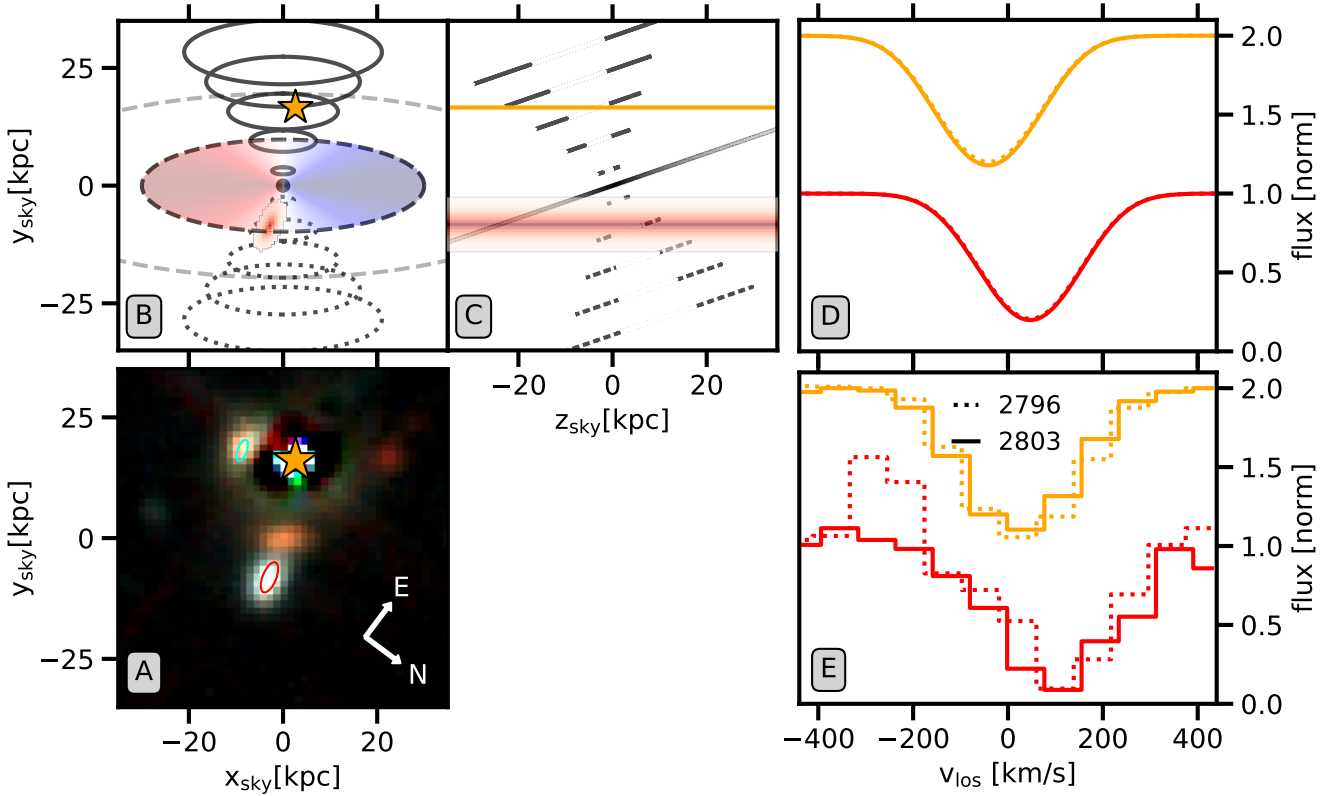 25
0
−25
y_sky[kpc]
B
C
−20
0
20
z_sky[kpc]
D
2.0
1.5
1.0
0.5
0.0
flux [norm]
25
0
−25
y_sky[kpc]
A
E
N
−20
0
20
x_sky[kpc]
2796
2803
E
2.0
1.5
1.0
0.5
0.0
flux [norm]
−400
−200
0
200
400
v_los [km/s]